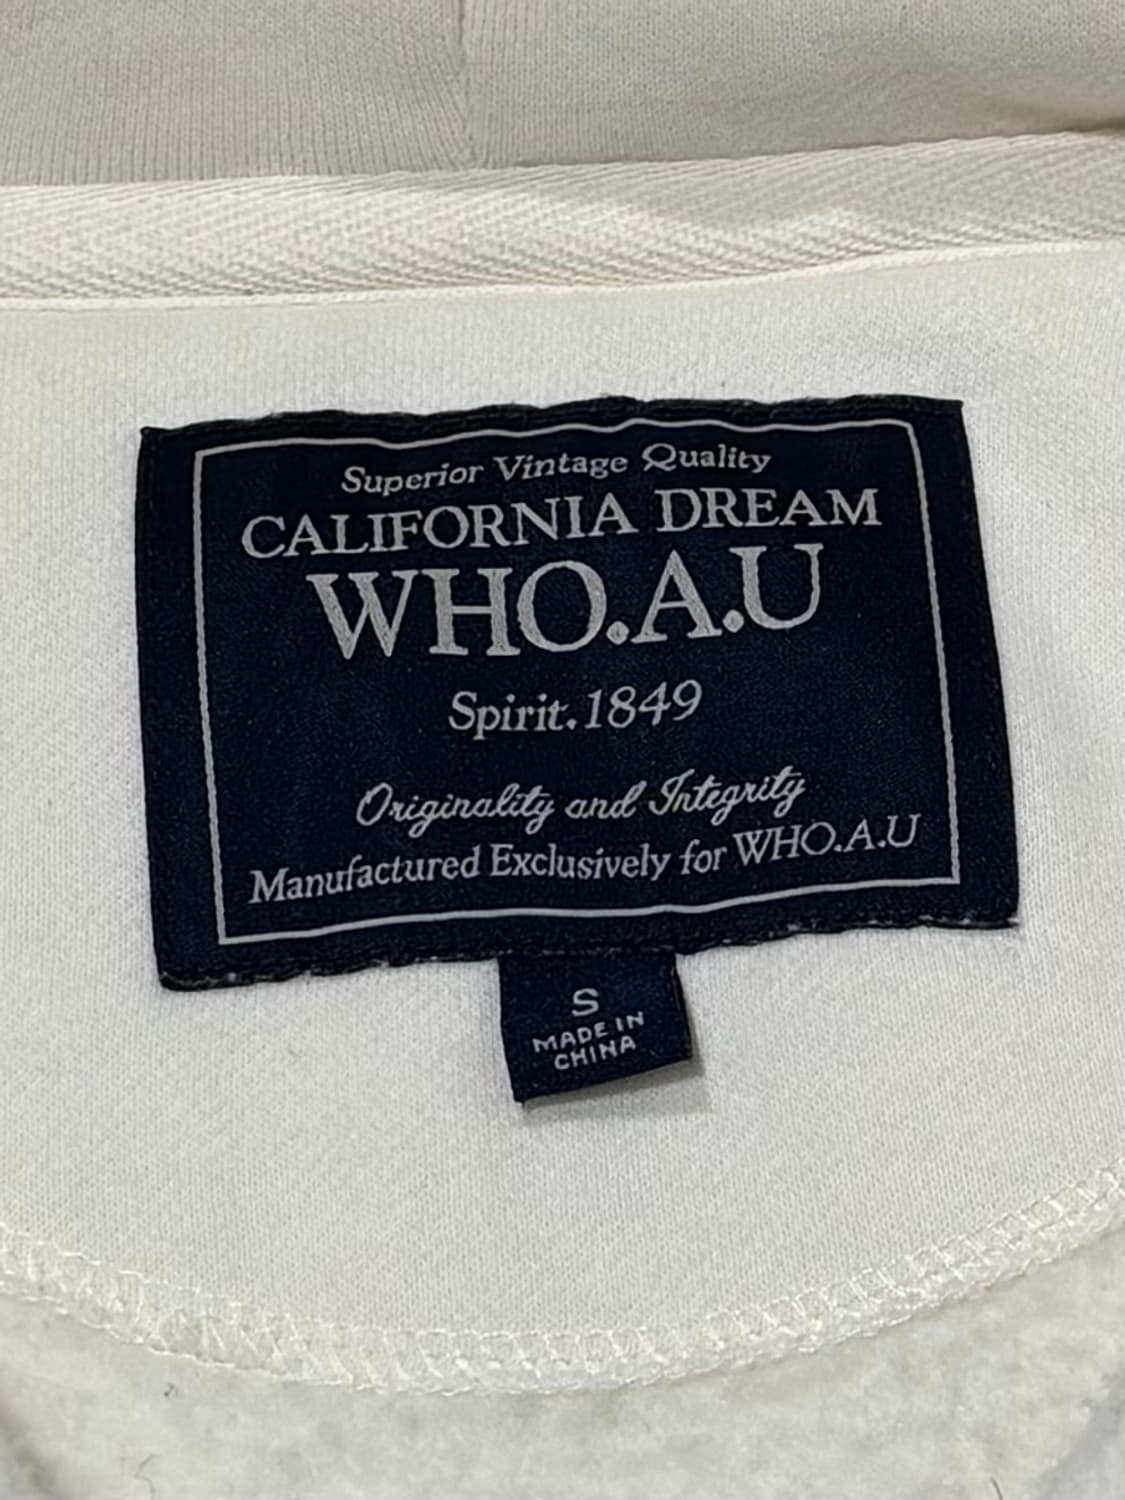 Superior Vintage Quality
CALIFORNIA DREAM
WHO.A.U
Spirit.1849
Originality and Integrity
Manufactured Exclusively for WHO.A.U
S
MADE IN
CHINA